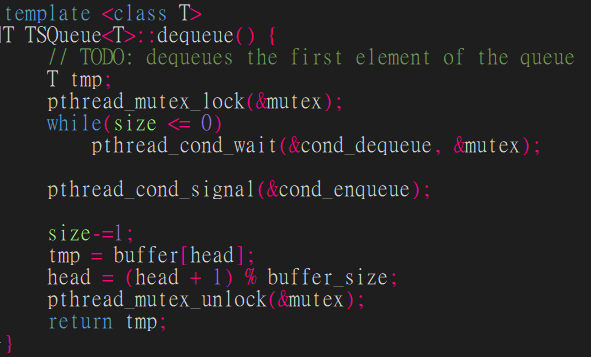 template <class T>
T TSQueue<T>::dequeue() {
// TODO: dequeues the first element of the queue
T tmp;
pthread_mutex_lock(&mutex);
while(size <= 0)
pthread_cond_wait(&cond_dequeue, &mutex);
pthread_cond_signal(&cond_enqueue);
size-=1;
tmp = buffer[head];
head = (head + 1) % buffer_size;
pthread_mutex_unlock(&mutex);
return tmp;
}